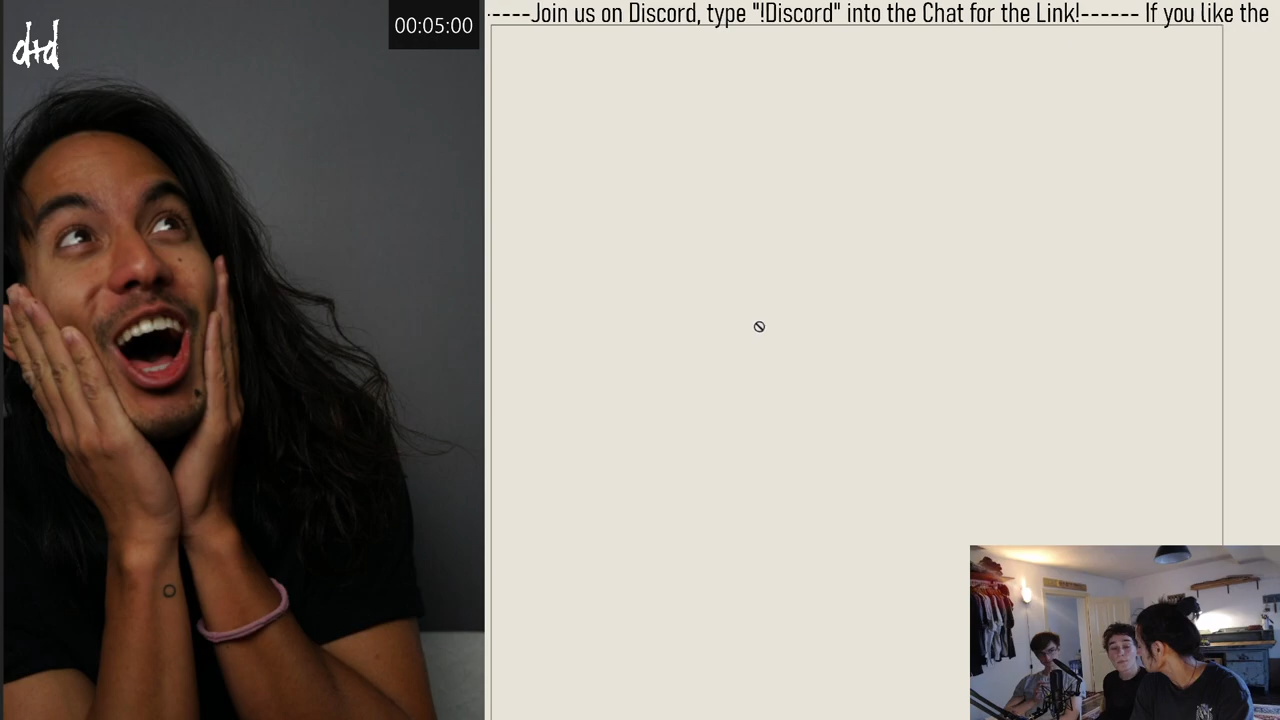 d+d
00:05:00
-----Join us on Discord, type "!Discord" into the Chat for the Link!------ If you like the